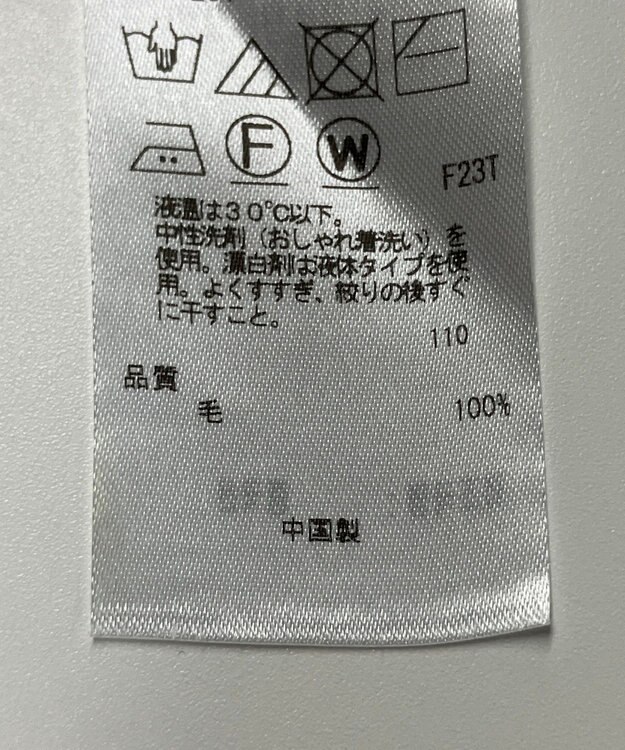 F
W
F23T
液温は30℃以下。
中性洗剤（おしゃれ着洗い）を
使用。漂白剤は液体タイプを使
用。よくすすぎ、絞りの後すぐ
に干すこと。
110
品質
毛 100%
中国製